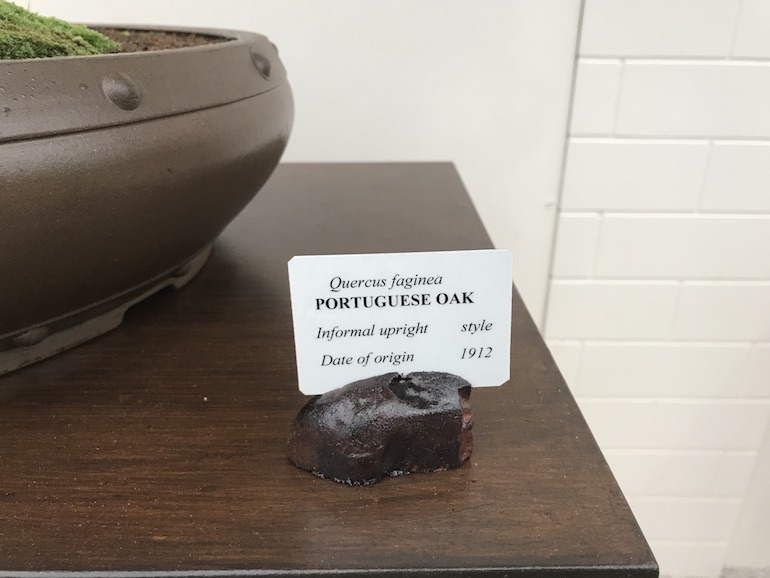 Quercus faginea
PORTUGUESE OAK
Informal upright style
Date of origin 1912